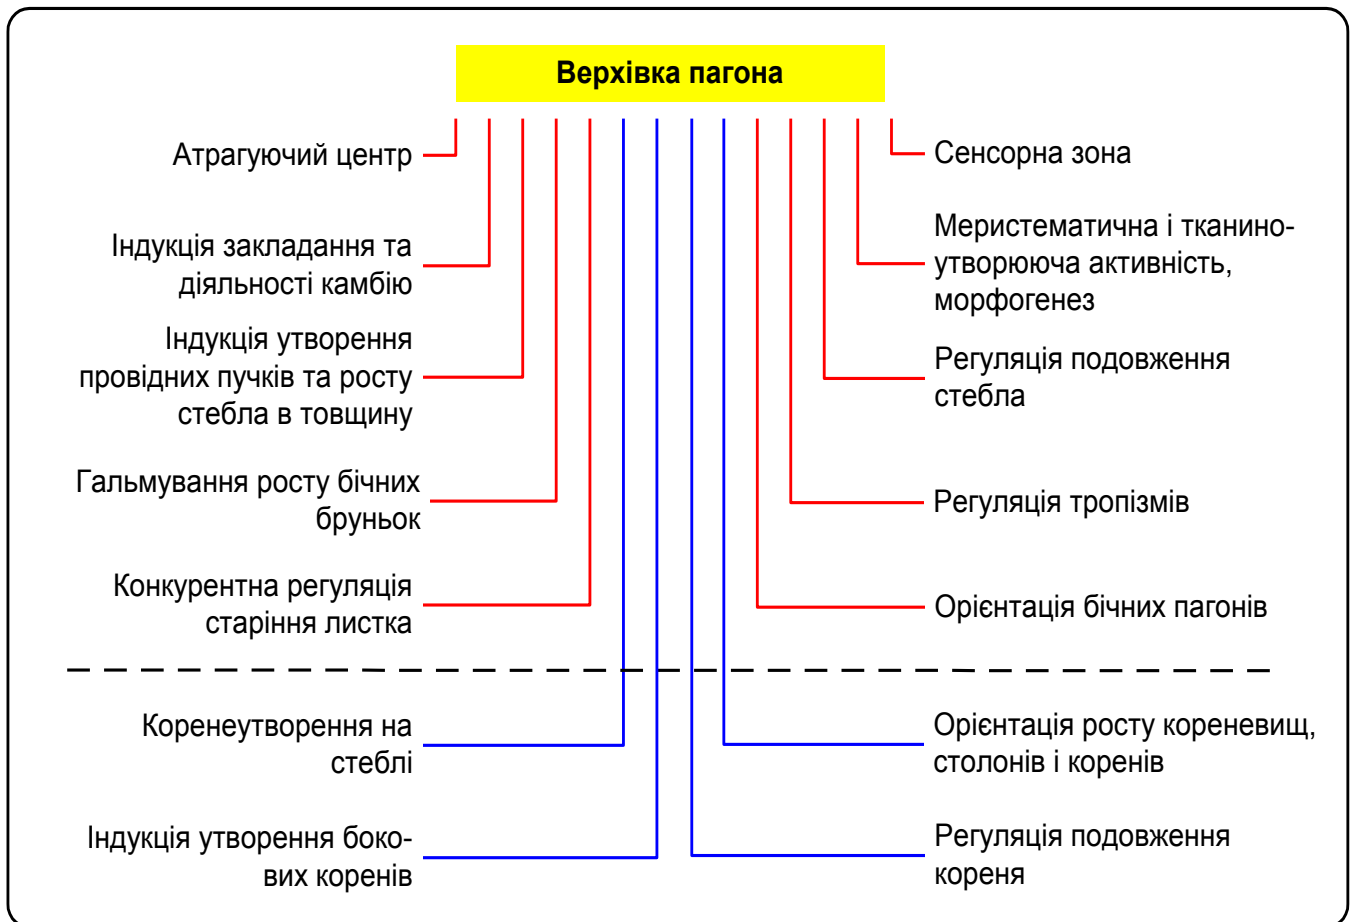 Верхівка пагона
Атрагуючий центр
Індукція закладання та
діяльності камбію
Індукція утворення
провідних пучків та росту
стебла в товщину
Гальмування росту бічних
бруньок
Конкурентна регуляція
старіння листка
Коренеутворення на
стеблі
Індукція утворення боко-
вих коренів
Сенсорна зона
Меристематична і тканино-
утворююча активність,
морфогенез
Регуляція подовження
стебла
Регуляція тропізмів
Орієнтація бічних пагонів
Орієнтація росту кореневищ,
столонів і коренів
Регуляція подовження
кореня